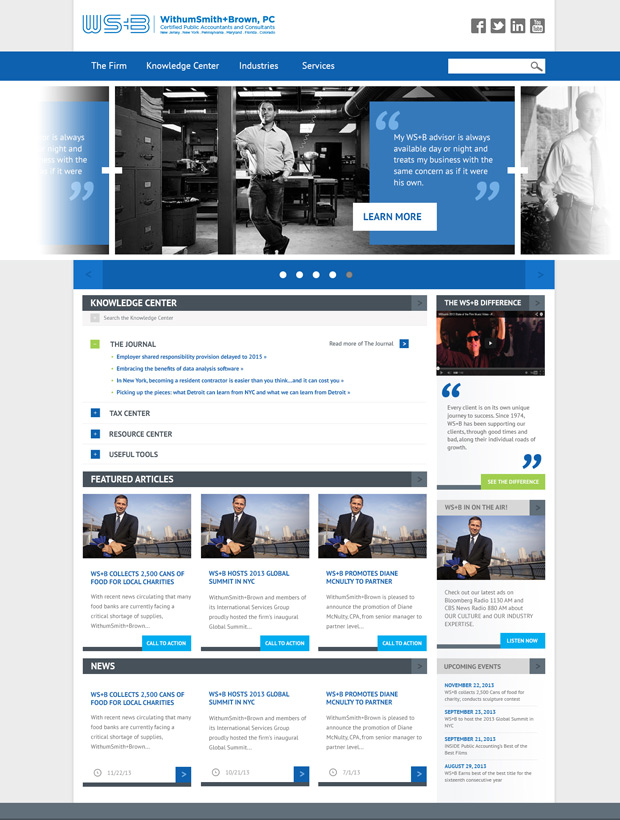 WS+B WithumSmith+Brown, PC
Certified Public Accountants and Consultants
New Jersey New York Pennsylvania Maryland Florida Colorado
You Tube
The Firm Knowledge Center Industries Services
is always
night and
with the
as if it were
My WS+B advisor is always
available day or night and
treats my business with the
same concern as if it were
his own.
LEARN MORE
KNOWLEDGE CENTER
Search the Knowledge Center
THE JOURNAL Read more of The Journal
Employer shared responsibility provision delayed to 2015 »
Embracing the benefits of data analysis software »
In New York, becoming a resident contractor is easier than you think...and it can cost you »
Picking up the pieces: what Detroit can learn from NYC and what we can learn from Detroit »
TAX CENTER
RESOURCE CENTER
USEFUL TOOLS
THE WS+B DIFFERENCE
Every client is on its own unique
journey to success. Since 1974,
WS+B has been supporting our
clients, through good times and
bad, along their individual roads of
growth.
SEE THE DIFFERENCE
FEATURED ARTICLES
WS+B COLLECTS 2,500 CANS OF
FOOD FOR LOCAL CHARITIES
With recent news circulating that many
food banks are currently facing a
critical shortage of supplies,
WithumSmith+Brown...
CALL TO ACTION
WS+B HOSTS 2013 GLOBAL
SUMMIT IN NYC
WithumSmith+Brown and members of
its International Services Group
proudly hosted the firm's inaugural
Global Summit...
CALL TO ACTION
WS+B PROMOTES DIANE
MCNULTY TO PARTNER
WithumSmith+Brown is pleased to
announce the promotion of Diane
McNulty, CPA, from senior manager to
partner level...
CALL TO ACTION
WS+B IN ON THE AIR!
Check out our latest ads on
Bloomberg Radio 1130 AM and
CBS News Radio 880 AM about
OUR CULTURE and OUR INDUSTRY
EXPERTISE.
LISTEN NOW
NEWS
WS+B COLLECTS 2,500 CANS OF
FOOD FOR LOCAL CHARITIES
With recent news circulating that many
food banks are currently facing a
critical shortage of supplies,
WithumSmith+Brown...
11/22/13
WS+B HOSTS 2013 GLOBAL
SUMMIT IN NYC
WithumSmith+Brown and members of
its International Services Group
proudly hosted the firm's inaugural
Global Summit...
10/21/13
WS+B PROMOTES DIANE
MCNULTY TO PARTNER
WithumSmith+Brown is pleased to
announce the promotion of Diane
McNulty, CPA, from senior manager to
partner level...
7/1/13
UPCOMING EVENTS
NOVEMBER 22, 2013
WS+B collects 2,500 Cans of food for
charity, conducts sculpture contest
SEPTEMBER 23, 2013
WS+B to host the 2013 Global Summit in
NYC
SEPTEMBER 21, 2013
INSIDE Public Accounting's Best of the
Best Films
AUGUST 29, 2013
WS+B Earns best of the best title for the
sixteenth consecutive year